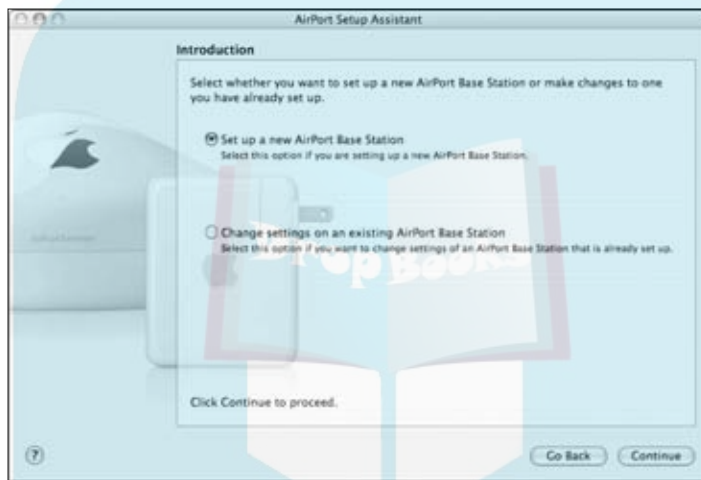 AirPort Setup Assistant
Introduction
Select whether you want to set up a new AirPort Base Station or make changes to one
you have already set up.
Set up a new AirPort Base Station
Select this option if you are setting up a new AirPort Base Station.
Change settings on an existing AirPort Base Station
Select this option if you want to change settings of an AirPort Base Station that is already set up.
Drop Books
Click Continue to proceed.
?
Go Back
Continue